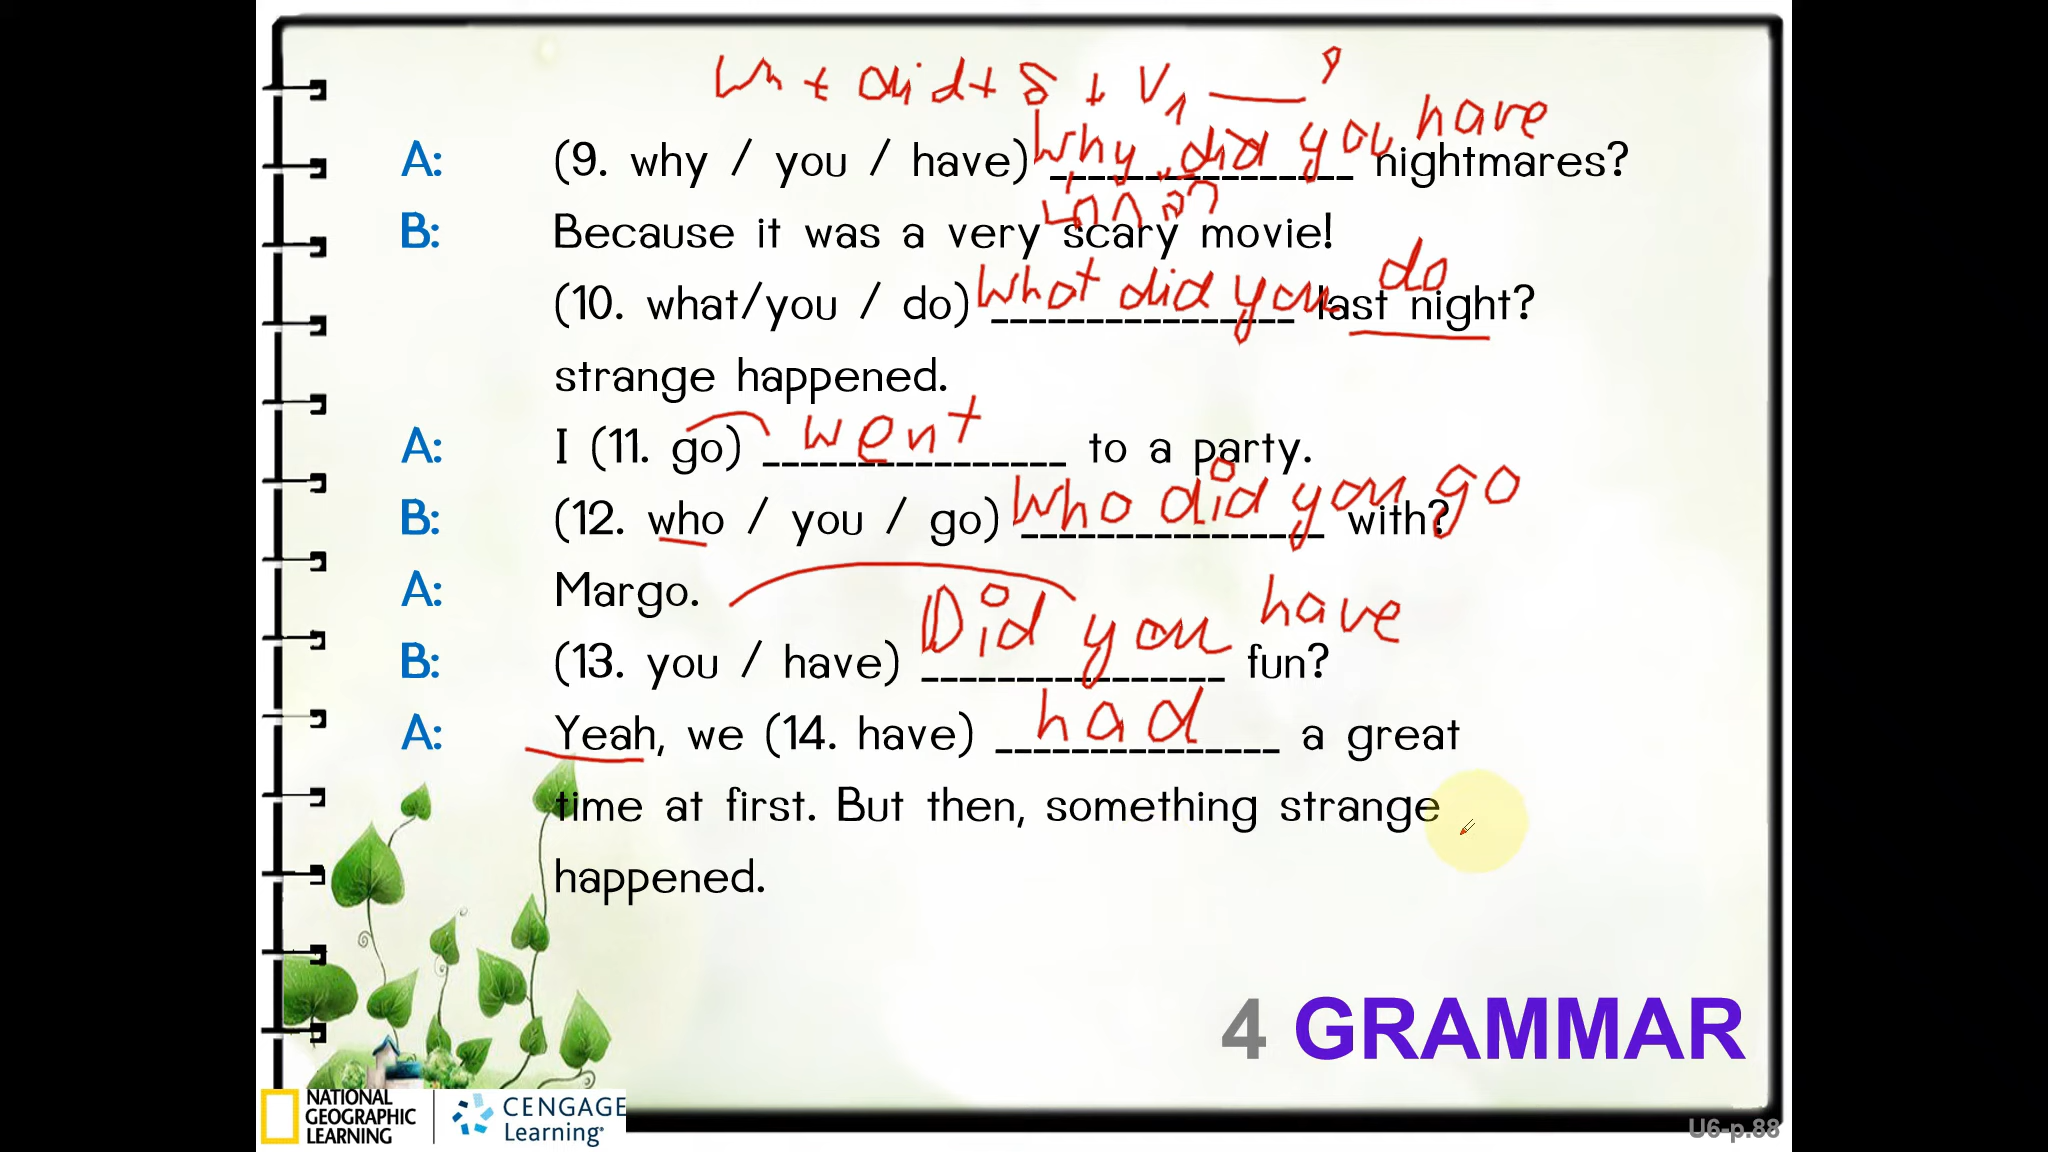 Wh + did + S + V1 ___ ?
A: (9. why / you / have) Why did you have nightmares?
B: Because it was a very scary movie!
(10. what/you / do) What did you do last night?
strange happened.
A: I (11. go) went to a party.
B: (12. who / you / go) Who did you go with?
A: Margo.
B: (13. you / have) Did you have fun?
A: Yeah, we (14. have) had a great
time at first. But then, something strange
happened.
4 GRAMMAR
NATIONAL
GEOGRAPHIC
LEARNING
CENGAGE
Learning
U6-p.88